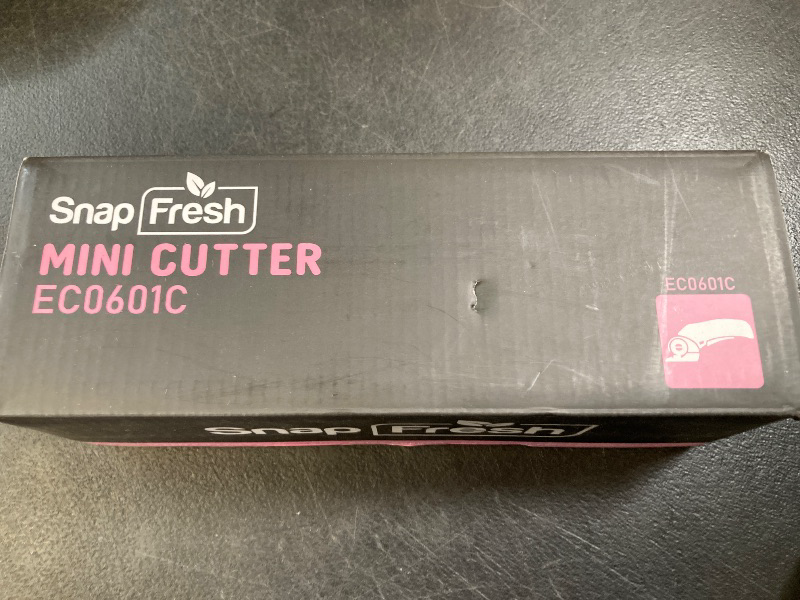 Snap Fresh
MINI CUTTER
EC0601C
EC0601C
Snap Fresh